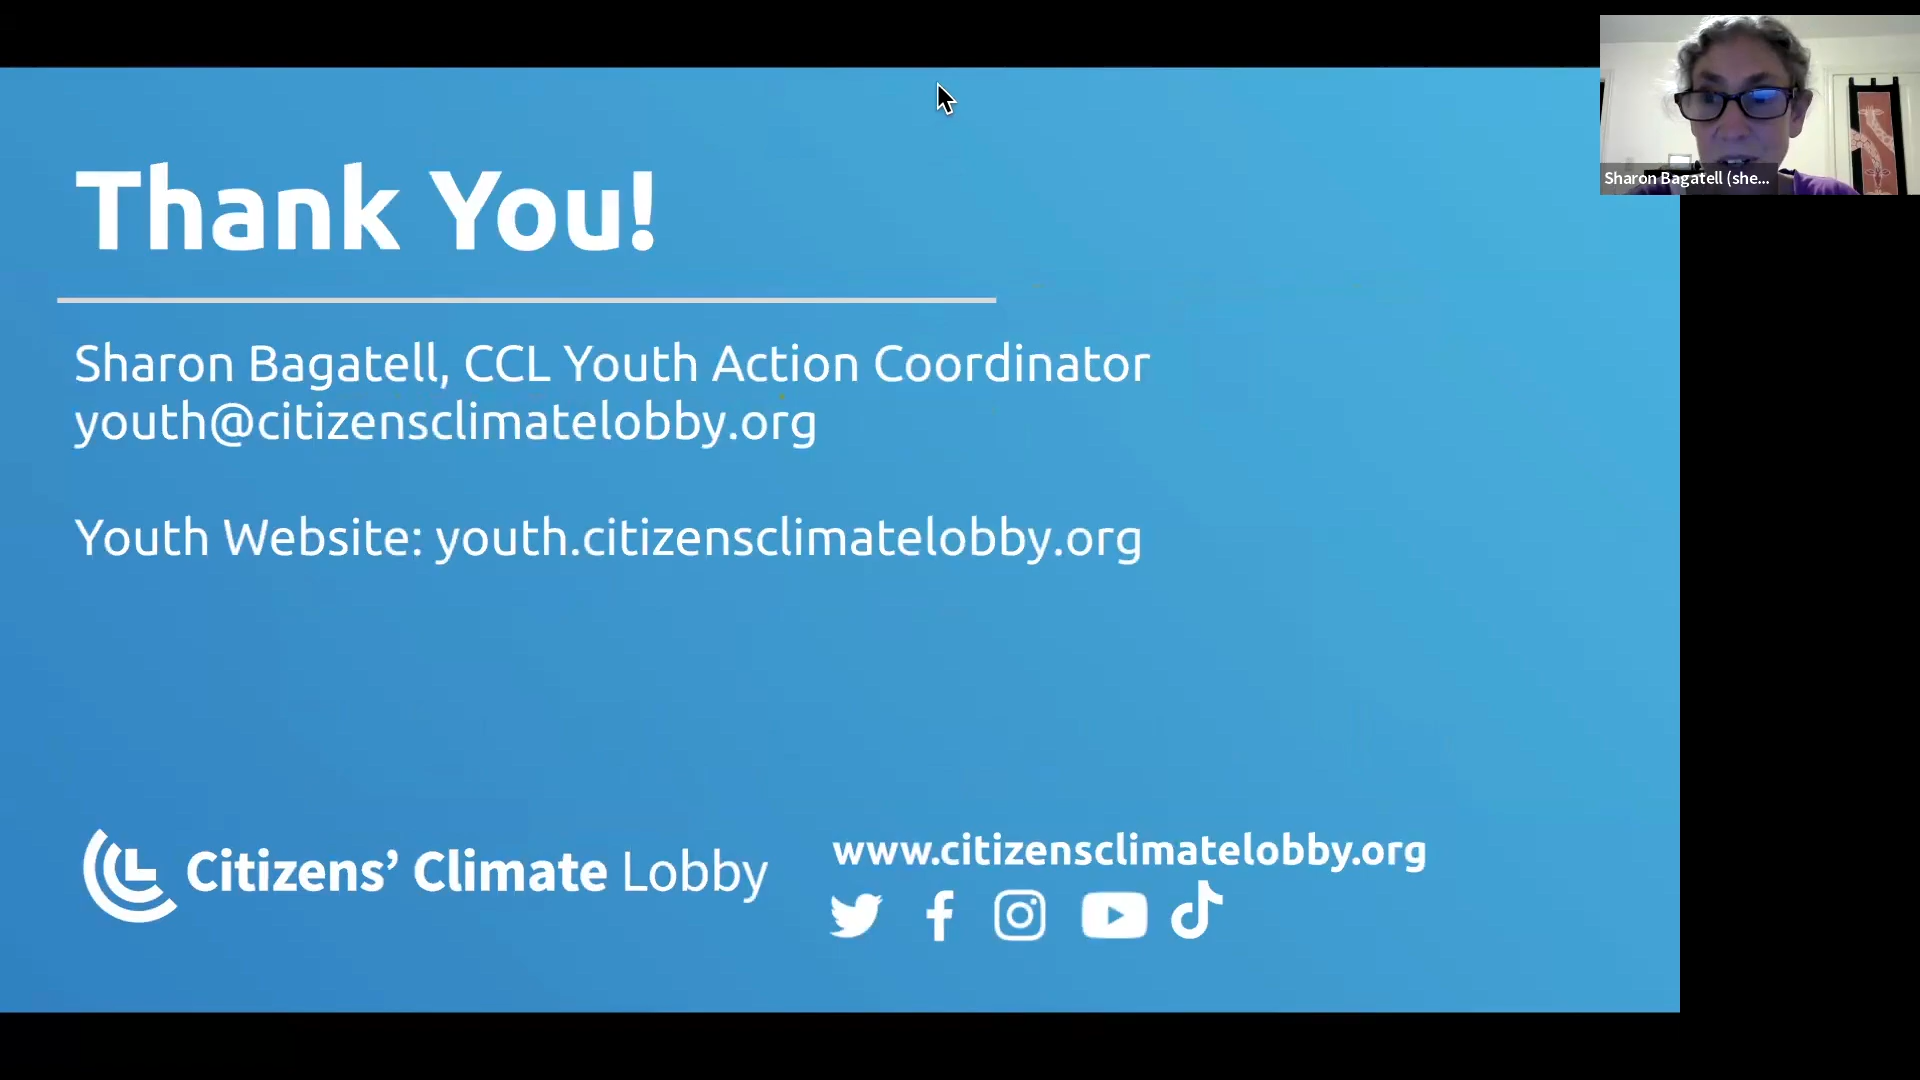 Thank You!
Sharon Bagatell, CCL Youth Action Coordinator
youth@citizensclimatelobby.org
Youth Website: youth.citizensclimatelobby.org
Citizens’ Climate Lobby
www.citizensclimatelobby.org
Sharon Bagatell (she...